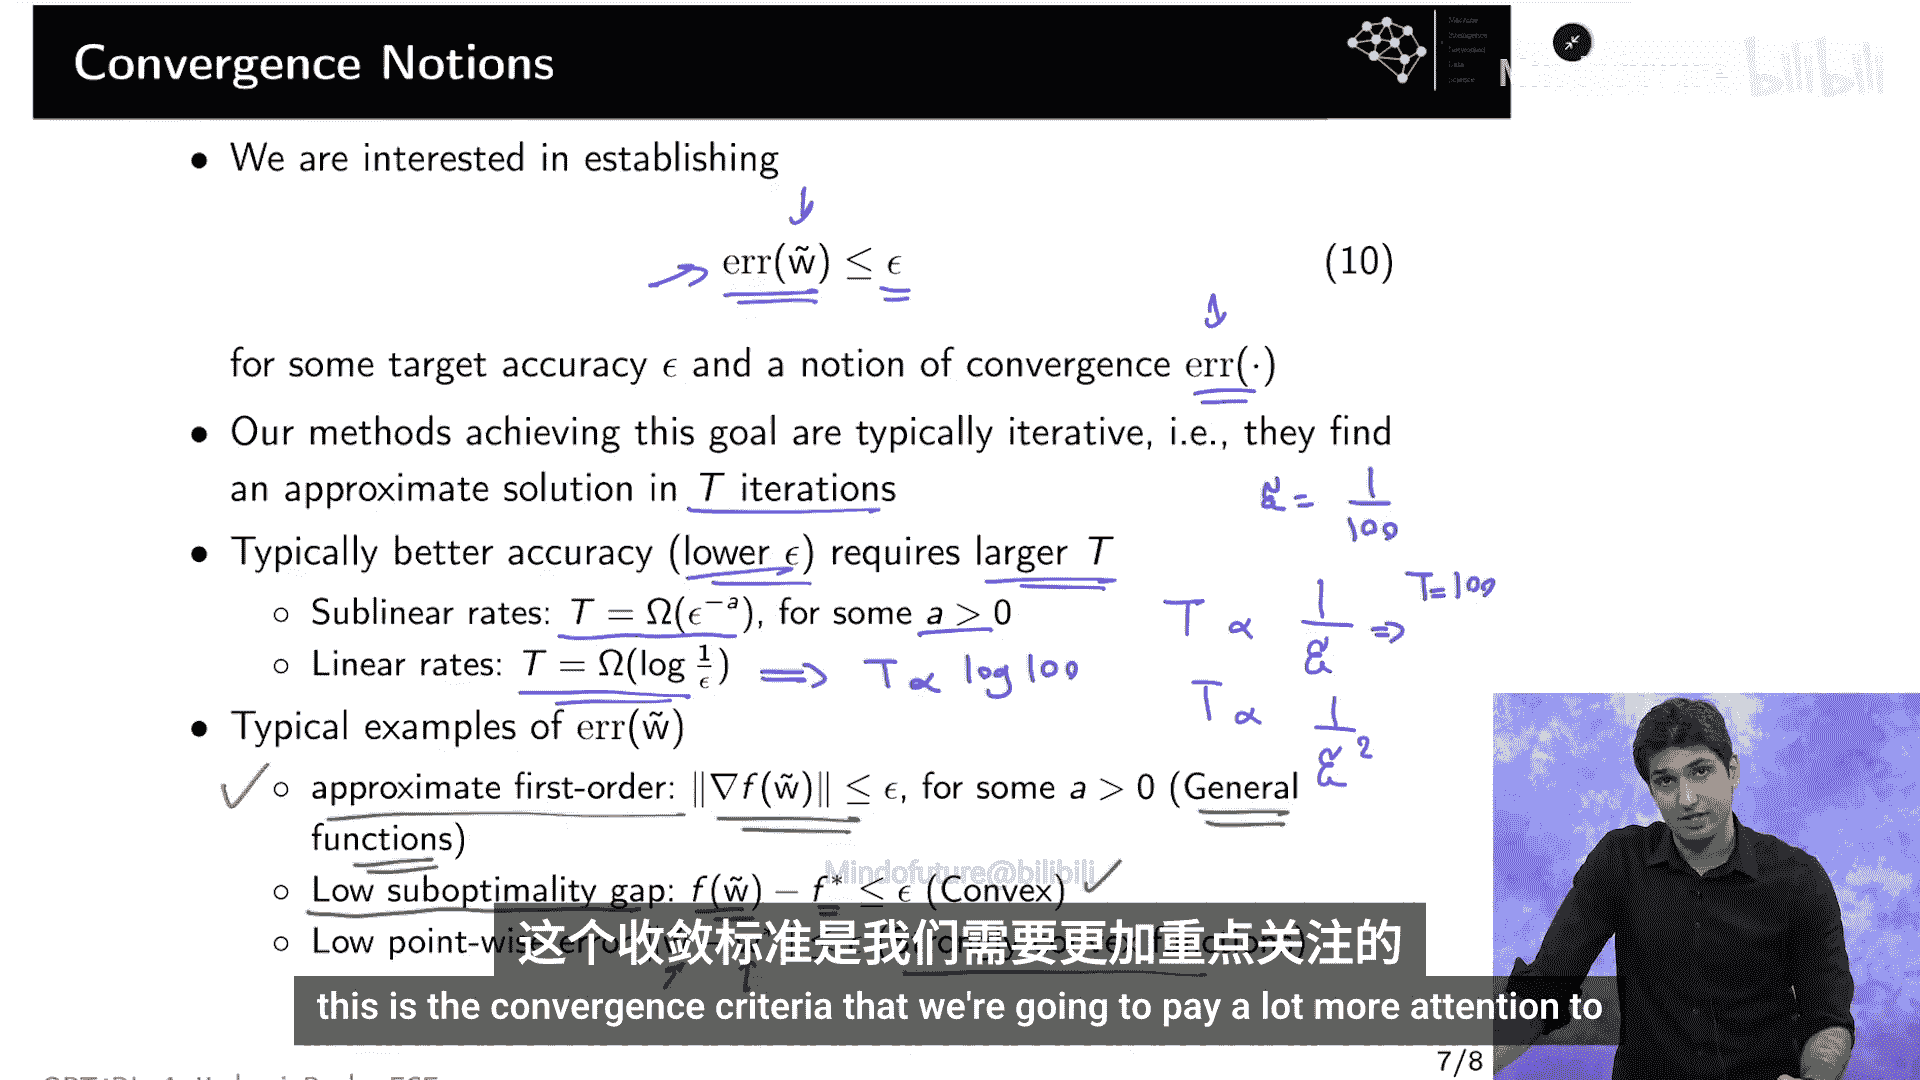 Convergence Notions
bilibili
• We are interested in establishing
err(w̃) ≤ ϵ (10)
for some target accuracy ϵ and a notion of convergence err(·)
• Our methods achieving this goal are typically iterative, i.e., they find
an approximate solution in T iterations
ε = 1/100
• Typically better accuracy (lower ϵ) requires larger T
◦ Sublinear rates: T = Ω(ϵ⁻ᵃ), for some a > 0
T ∝ 1/ε ⇒ T=100
◦ Linear rates: T = Ω(log 1/ϵ) ⟹ T ∝ log 100
T ∝ 1/ε²
• Typical examples of err(w̃)
✓ ◦ approximate first-order: ‖∇f(w̃)‖ ≤ ϵ, for some a > 0 (General
functions)
Mindofuture@bilibili
◦ Low suboptimality gap: f(w̃) − f* ≤ ϵ (Convex) ✓
◦ Low point-wise
这个收敛标准是我们需要更加重点关注的
this is the convergence criteria that we're going to pay a lot more attention to
7/8